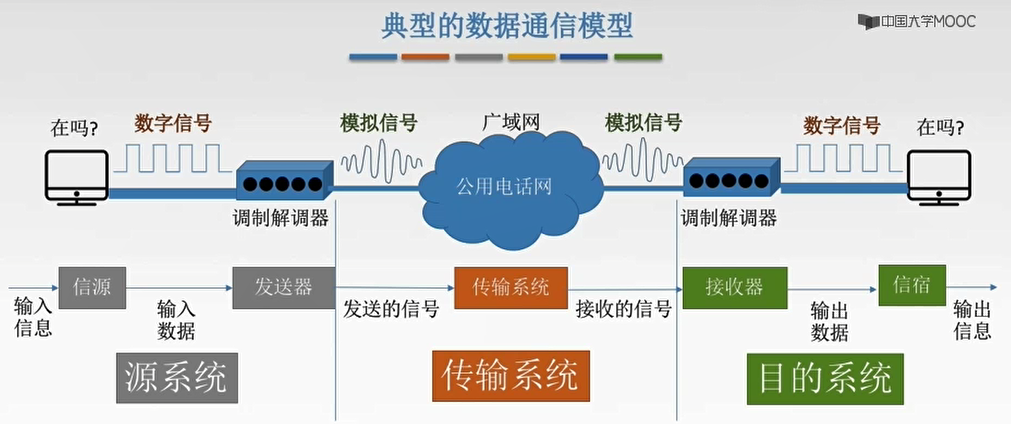 典型的数据通信模型
中国大学MOOC
在吗?
数字信号
模拟信号
广域网
模拟信号
数字信号
在吗?
公用电话网
调制解调器
调制解调器
信源
发送器
传输系统
接收器
信宿
输入
信息
输入
数据
发送的信号
接收的信号
输出
数据
输出
信息
源系统
传输系统
目的系统